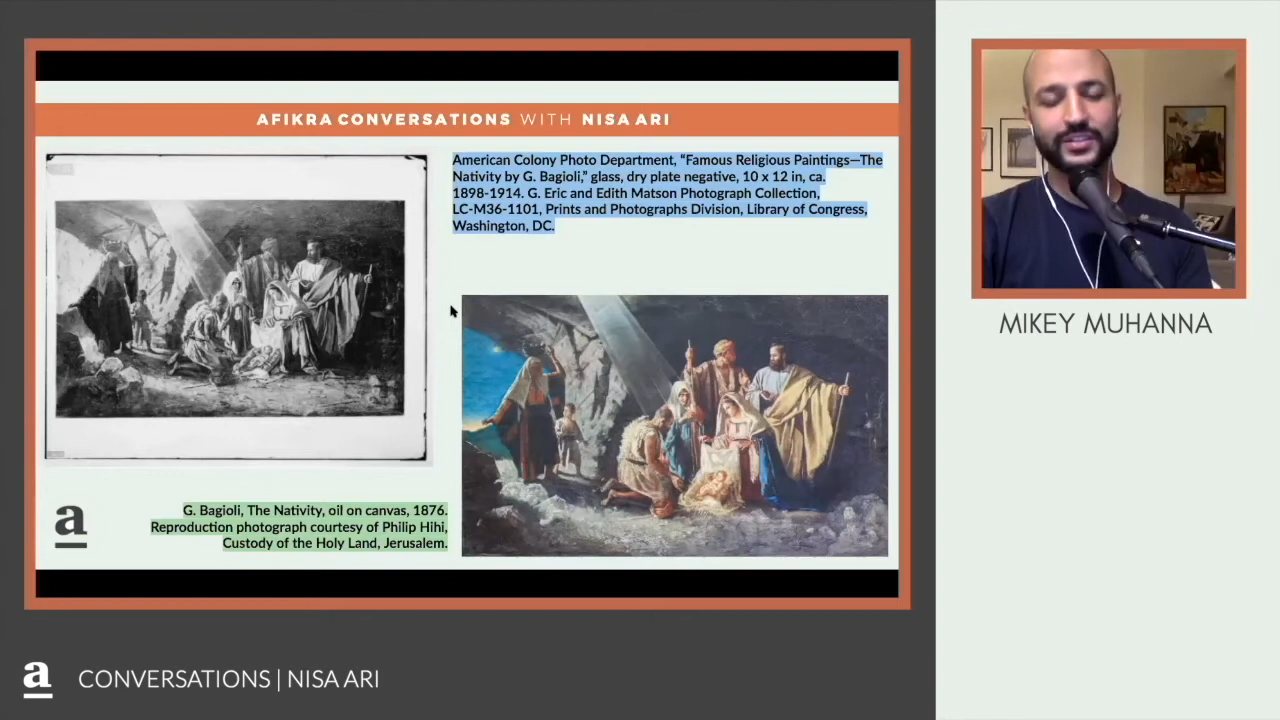 AFIKRA CONVERSATIONS WITH NISA ARI
American Colony Photo Department, “Famous Religious Paintings—The
Nativity by G. Bagioli,” glass, dry plate negative, 10 x 12 in, ca.
1898-1914. G. Eric and Edith Matson Photograph Collection,
LC-M36-1101, Prints and Photographs Division, Library of Congress,
Washington, DC.
MIKEY MUHANNA
a
G. Bagioli, The Nativity, oil on canvas, 1876.
Reproduction photograph courtesy of Philip Hihi,
Custody of the Holy Land, Jerusalem.
a CONVERSATIONS | NISA ARI